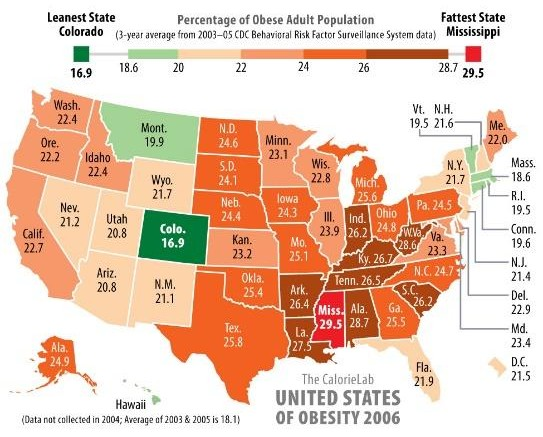 Leanest State
Colorado
16.9
Percentage of Obese Adult Population
(3-year average from 2003–05 CDC Behavioral Risk Factor Surveillance System data)
Fattest State
Mississippi
29.5
18.6 20 22 24 26 28.7
Wash.
22.4
Ore.
22.2
Calif.
22.7
Idaho
22.4
Nev.
21.2
Mont.
19.9
Wyo.
21.7
Utah
20.8
Colo.
16.9
Ariz.
20.8
N.M.
21.1
N.D.
24.6
S.D.
24.1
Neb.
24.4
Kan.
23.2
Okla.
25.4
Tex.
25.8
Minn.
23.1
Iowa
24.3
Mo.
25.1
Ark.
26.4
La.
27.5
Wis.
22.8
Ill.
23.9
Mich.
25.6
Ind.
26.2
Ohio
24.8
Ky. 26.7
Tenn. 26.5
Miss.
29.5
Ala.
28.7
Ga.
25.5
Fla.
21.9
S.C.
26.2
N.C. 24.7
Va.
23.3
W.Va
28.6
Pa. 24.5
N.Y.
21.7
Vt.
19.5
N.H.
21.6
Me.
22.0
Mass.
18.6
R.I.
19.5
Conn.
19.6
N.J.
21.4
Del.
22.9
Md.
23.4
D.C.
21.5
Ala.
24.9
Hawaii
(Data not collected in 2004; Average of 2003 & 2005 is 18.1)
The CalorieLab
UNITED STATES
OF OBESITY 2006